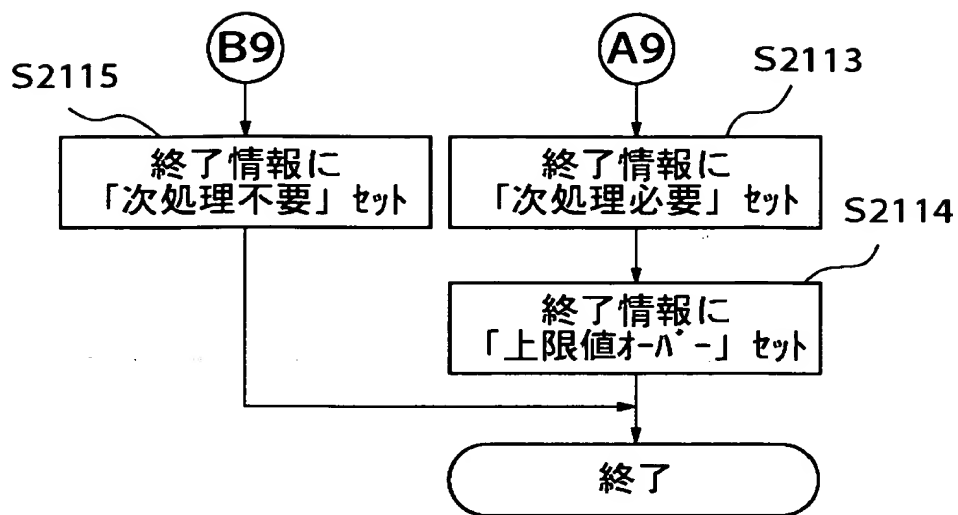 B9
A9
S2115
S2113
終了情報に
「次処理不要」ｾｯﾄ
終了情報に
「次処理必要」ｾｯﾄ
S2114
終了情報に
「上限値ｵｰﾊﾞｰ」ｾｯﾄ
終了